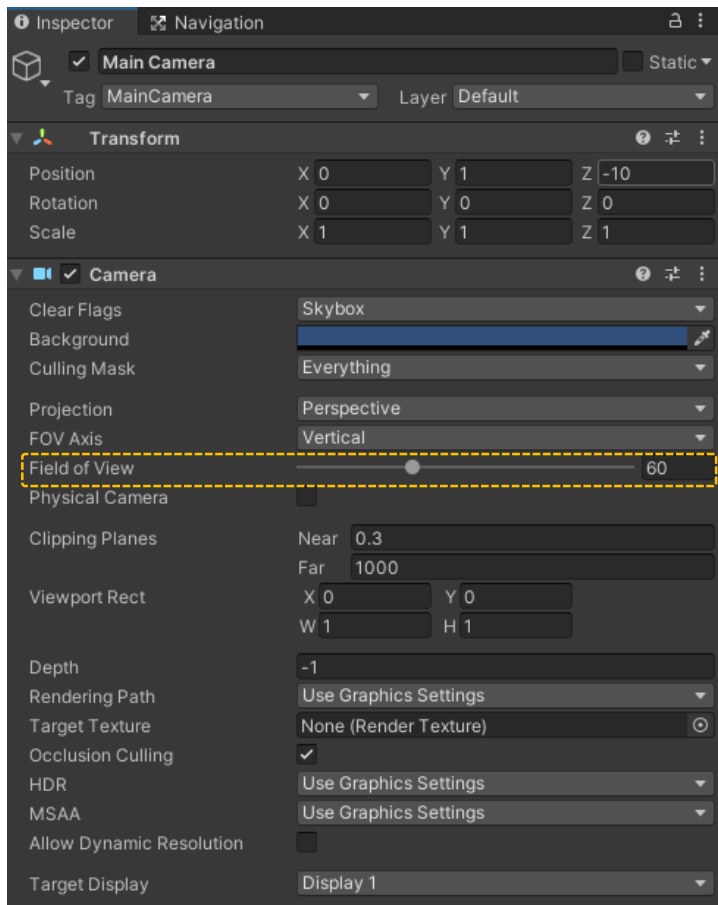 Inspector Navigation
Main Camera Static
Tag MainCamera Layer Default
Transform
Position X 0 Y 1 Z -10
Rotation X 0 Y 0 Z 0
Scale X 1 Y 1 Z 1
Camera
Clear Flags Skybox
Background
Culling Mask Everything
Projection Perspective
FOV Axis Vertical
Field of View 60
Physical Camera
Clipping Planes Near 0.3
Far 1000
Viewport Rect X 0 Y 0
W 1 H 1
Depth -1
Rendering Path Use Graphics Settings
Target Texture None (Render Texture)
Occlusion Culling
HDR Use Graphics Settings
MSAA Use Graphics Settings
Allow Dynamic Resolution
Target Display Display 1